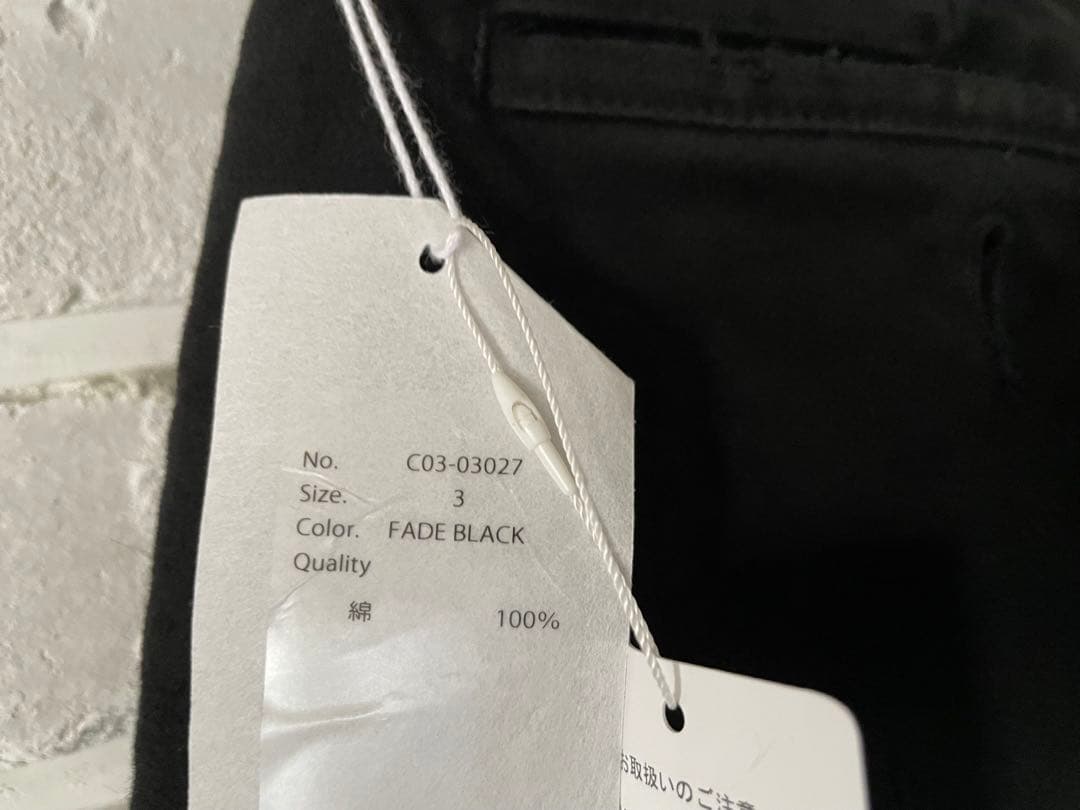 No. C03-03027
Size. 3
Color. FADE BLACK
Quality
綿 100%
お取扱いのご注意